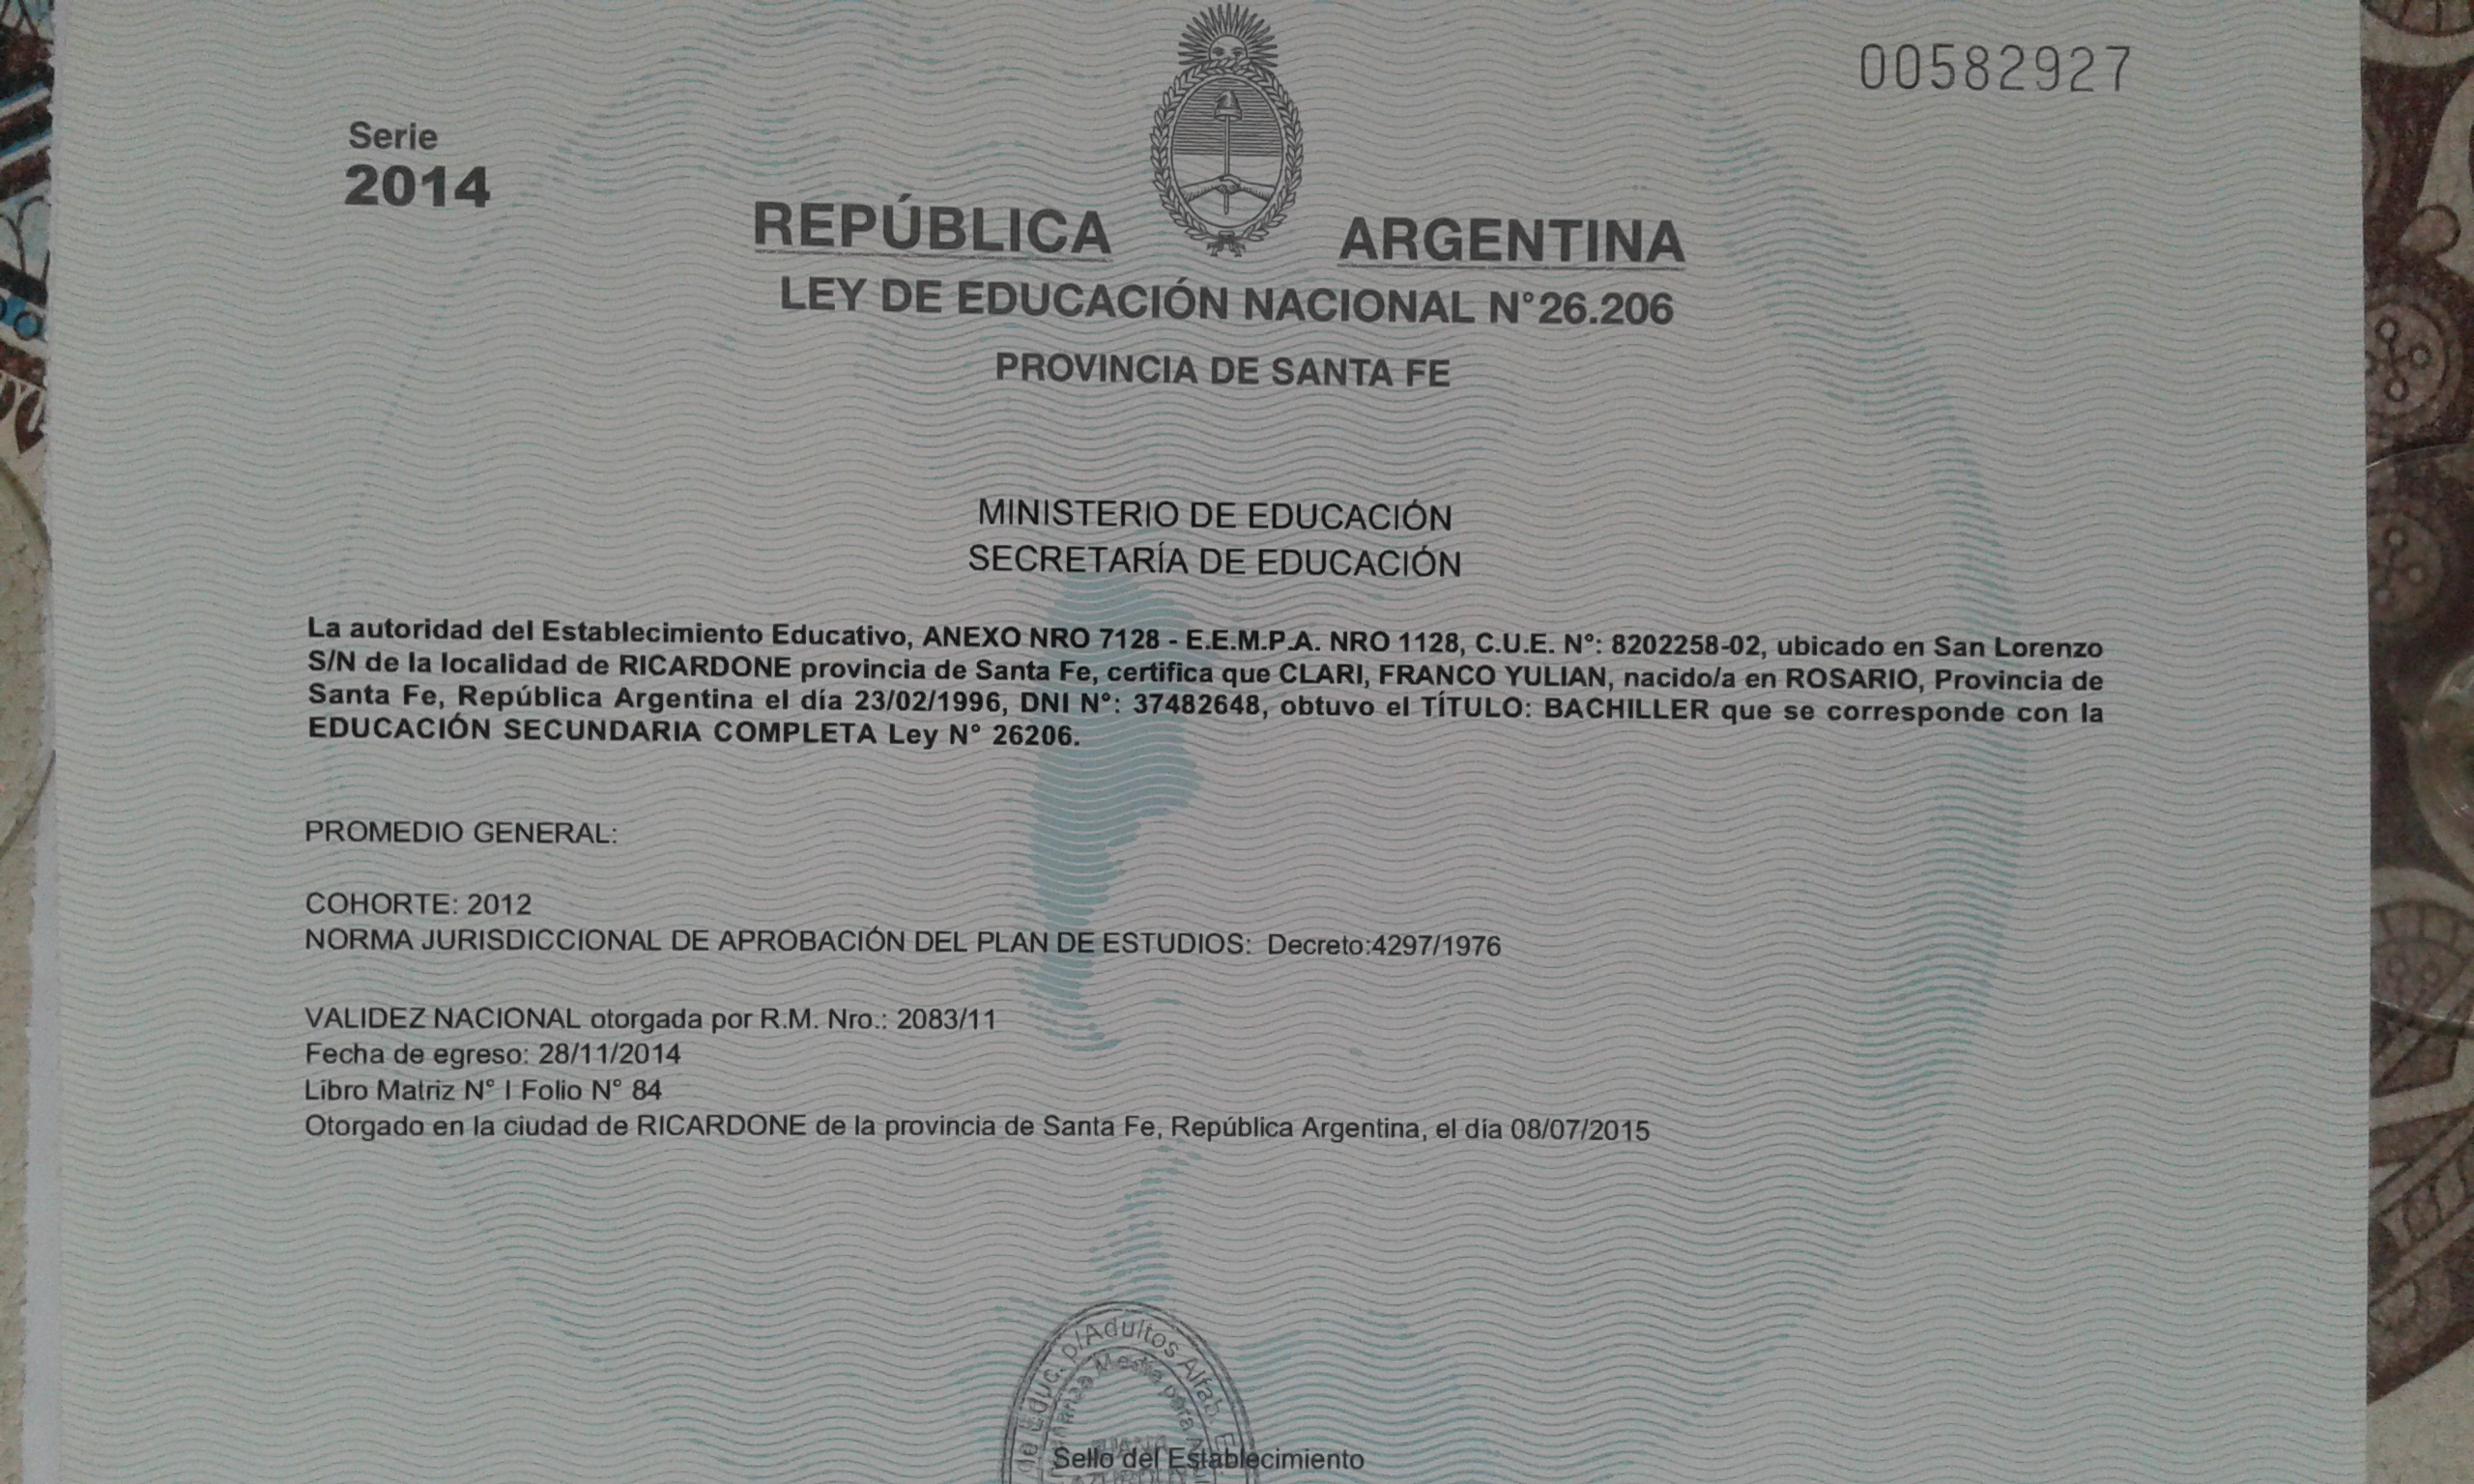 00582927
Serie
2014
REPÚBLICA ARGENTINA
LEY DE EDUCACIÓN NACIONAL N°26.206
PROVINCIA DE SANTA FE
MINISTERIO DE EDUCACIÓN
SECRETARÍA DE EDUCACIÓN
La autoridad del Establecimiento Educativo, ANEXO NRO 7128 - E.E.M.P.A. NRO 1128, C.U.E. Nº: 8202258-02, ubicado en San Lorenzo
S/N de la localidad de RICARDONE provincia de Santa Fe, certifica que CLARI, FRANCO YULIAN, nacido/a en ROSARIO, Provincia de
Santa Fe, República Argentina el día 23/02/1996, DNI Nº: 37482648, obtuvo el TÍTULO: BACHILLER que se corresponde con la
EDUCACIÓN SECUNDARIA COMPLETA Ley N° 26206.
PROMEDIO GENERAL:
COHORTE: 2012
NORMA JURISDICCIONAL DE APROBACIÓN DEL PLAN DE ESTUDIOS: Decreto:4297/1976
VALIDEZ NACIONAL otorgada por R.M. Nro.: 2083/11
Fecha de egreso: 28/11/2014
Libro Matriz N° I Folio N° 84
Otorgado en la ciudad de RICARDONE de la provincia de Santa Fe, República Argentina, el día 08/07/2015
de Educ. p/Adultos Alfab.
Media para
Sello del Establecimiento